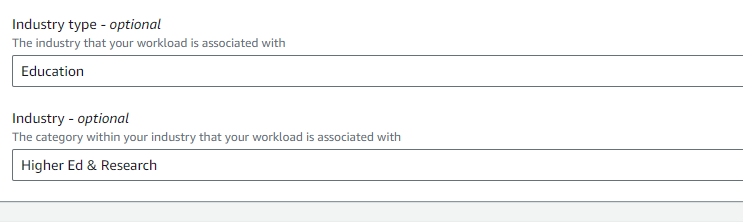 Industry type - optional
The industry that your workload is associated with
Education
Industry - optional
The category within your industry that your workload is associated with
Higher Ed & Research